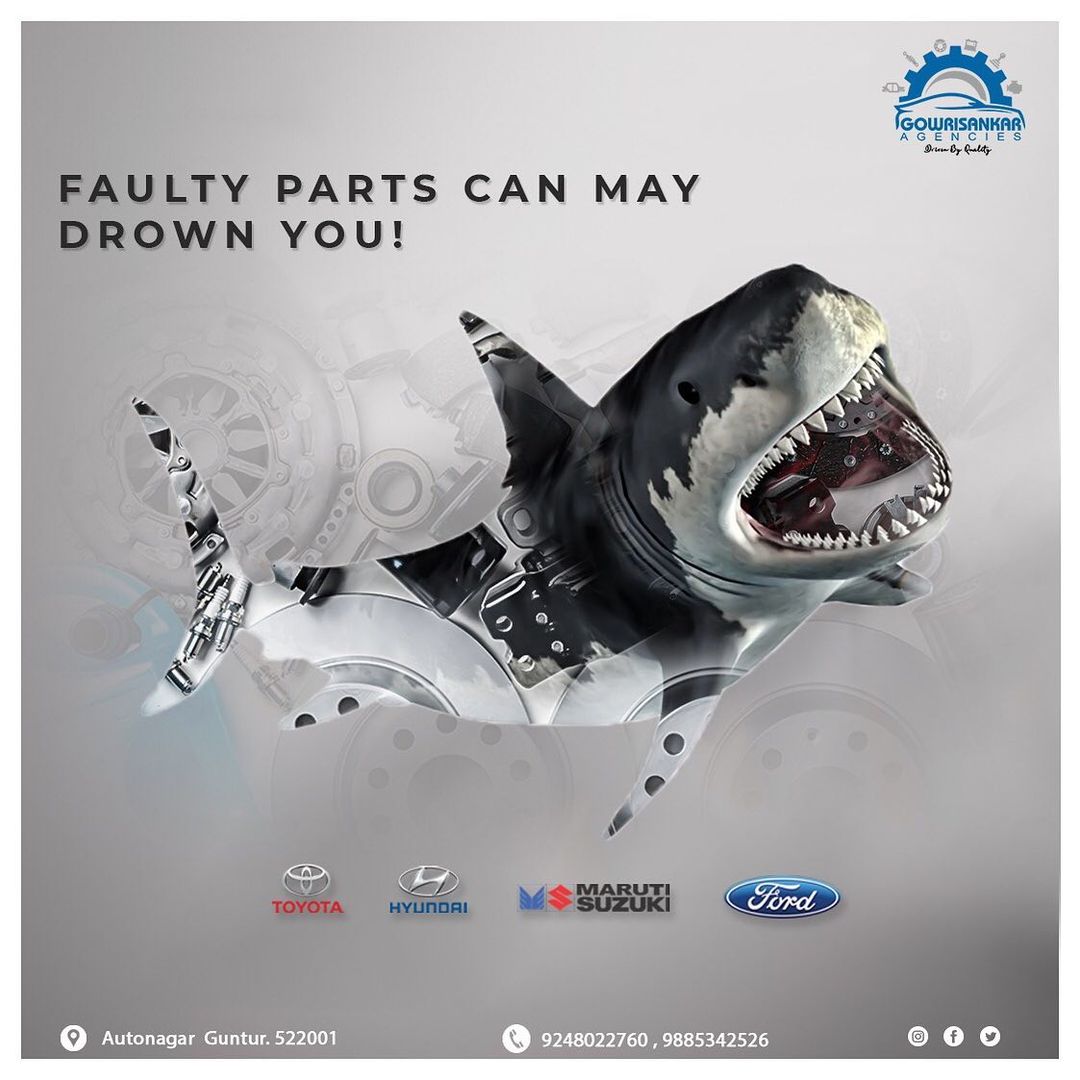 GOWRISANKAR
AGENCIES
Driven By Quality
FAULTY PARTS CAN MAY
DROWN YOU!
TOYOTA
HYUNDAI
MARUTI
SUZUKI
Ford
Autonagar Guntur. 522001
9248022760 , 9885342526